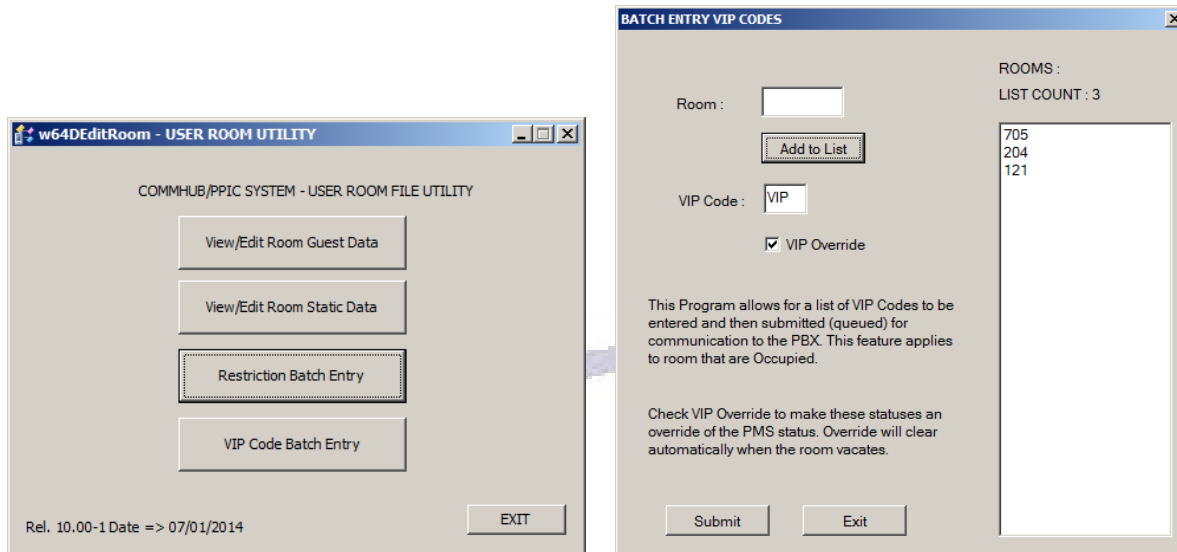 w64DEditRoom - USER ROOM UTILITY
COMMHUB/PPIC SYSTEM - USER ROOM FILE UTILITY
View/Edit Room Guest Data
View/Edit Room Static Data
Restriction Batch Entry
VIP Code Batch Entry
Rel. 10.00-1 Date => 07/01/2014
EXIT
BATCH ENTRY VIP CODES
Room :
Add to List
VIP Code :
VIP
VIP Override
This Program allows for a list of VIP Codes to be
entered and then submitted (queued) for
communication to the PBX. This feature applies
to room that are Occupied.
Check VIP Override to make these statuses an
override of the PMS status. Override will clear
automatically when the room vacates.
Submit
Exit
ROOMS :
LIST COUNT : 3
705
204
121